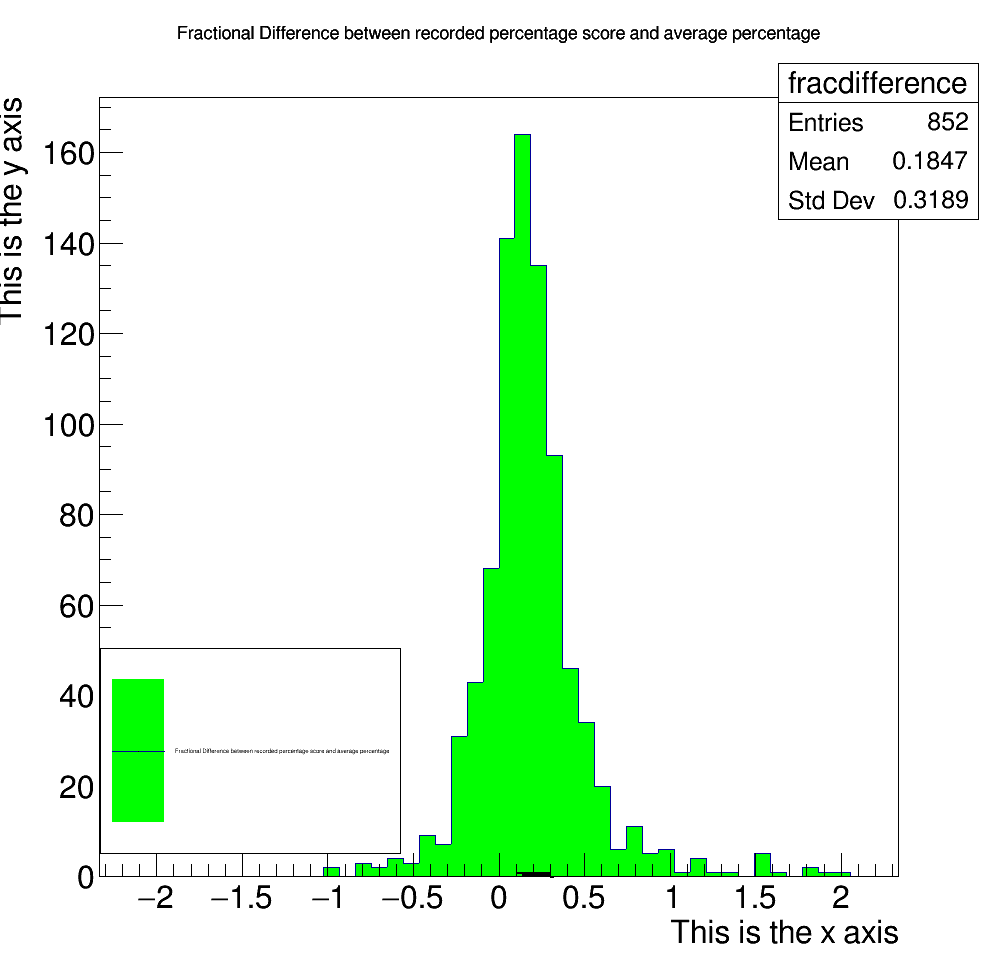 Fractional Difference between recorded percentage score and average percentage
fracdifference
Entries 852
Mean 0.1847
Std Dev 0.3189
This is the y axis
160
140
120
100
80
60
40
20
0
Fractional Difference between recorded percentage score and average percentage
−2 −1.5 −1 −0.5 0 0.5 1 1.5 2
This is the x axis